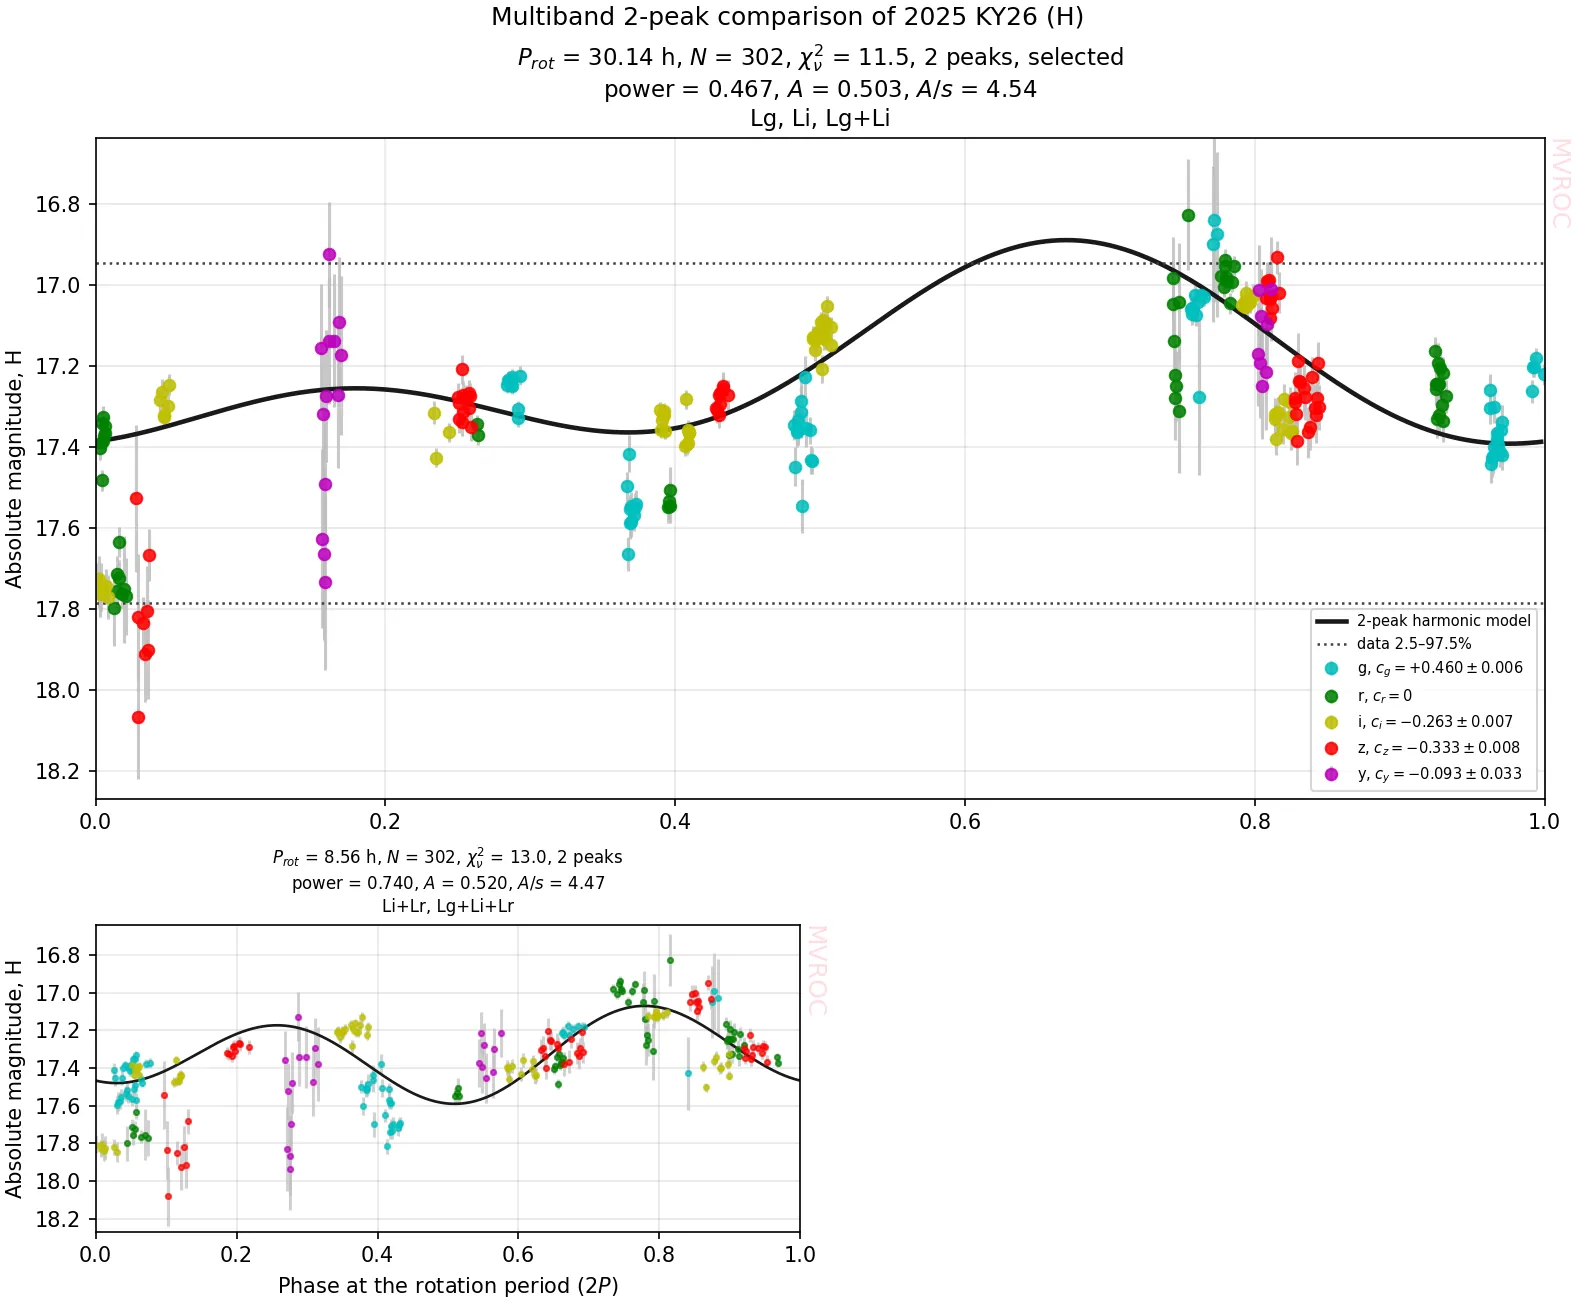 Multiband 2-peak comparison of 2025 KY26 (H)
P_rot = 30.14 h, N = 302, χ²_ν = 11.5, 2 peaks, selected
power = 0.467, A = 0.503, A/s = 4.54
Lg, Li, Lg+Li
MVROC
Absolute magnitude, H
16.8
17.0
17.2
17.4
17.6
17.8
18.0
18.2
2-peak harmonic model
data 2.5–97.5%
g, c_g = +0.460 ± 0.006
r, c_r = 0
i, c_i = −0.263 ± 0.007
z, c_z = −0.333 ± 0.008
y, c_y = −0.093 ± 0.033
0.0 0.2 0.4 0.6 0.8 1.0
P_rot = 8.56 h, N = 302, χ²_ν = 13.0, 2 peaks
power = 0.740, A = 0.520, A/s = 4.47
Li+Lr, Lg+Li+Lr
MVROC
Absolute magnitude, H
16.8
17.0
17.2
17.4
17.6
17.8
18.0
18.2
0.0 0.2 0.4 0.6 0.8 1.0
Phase at the rotation period (2P)